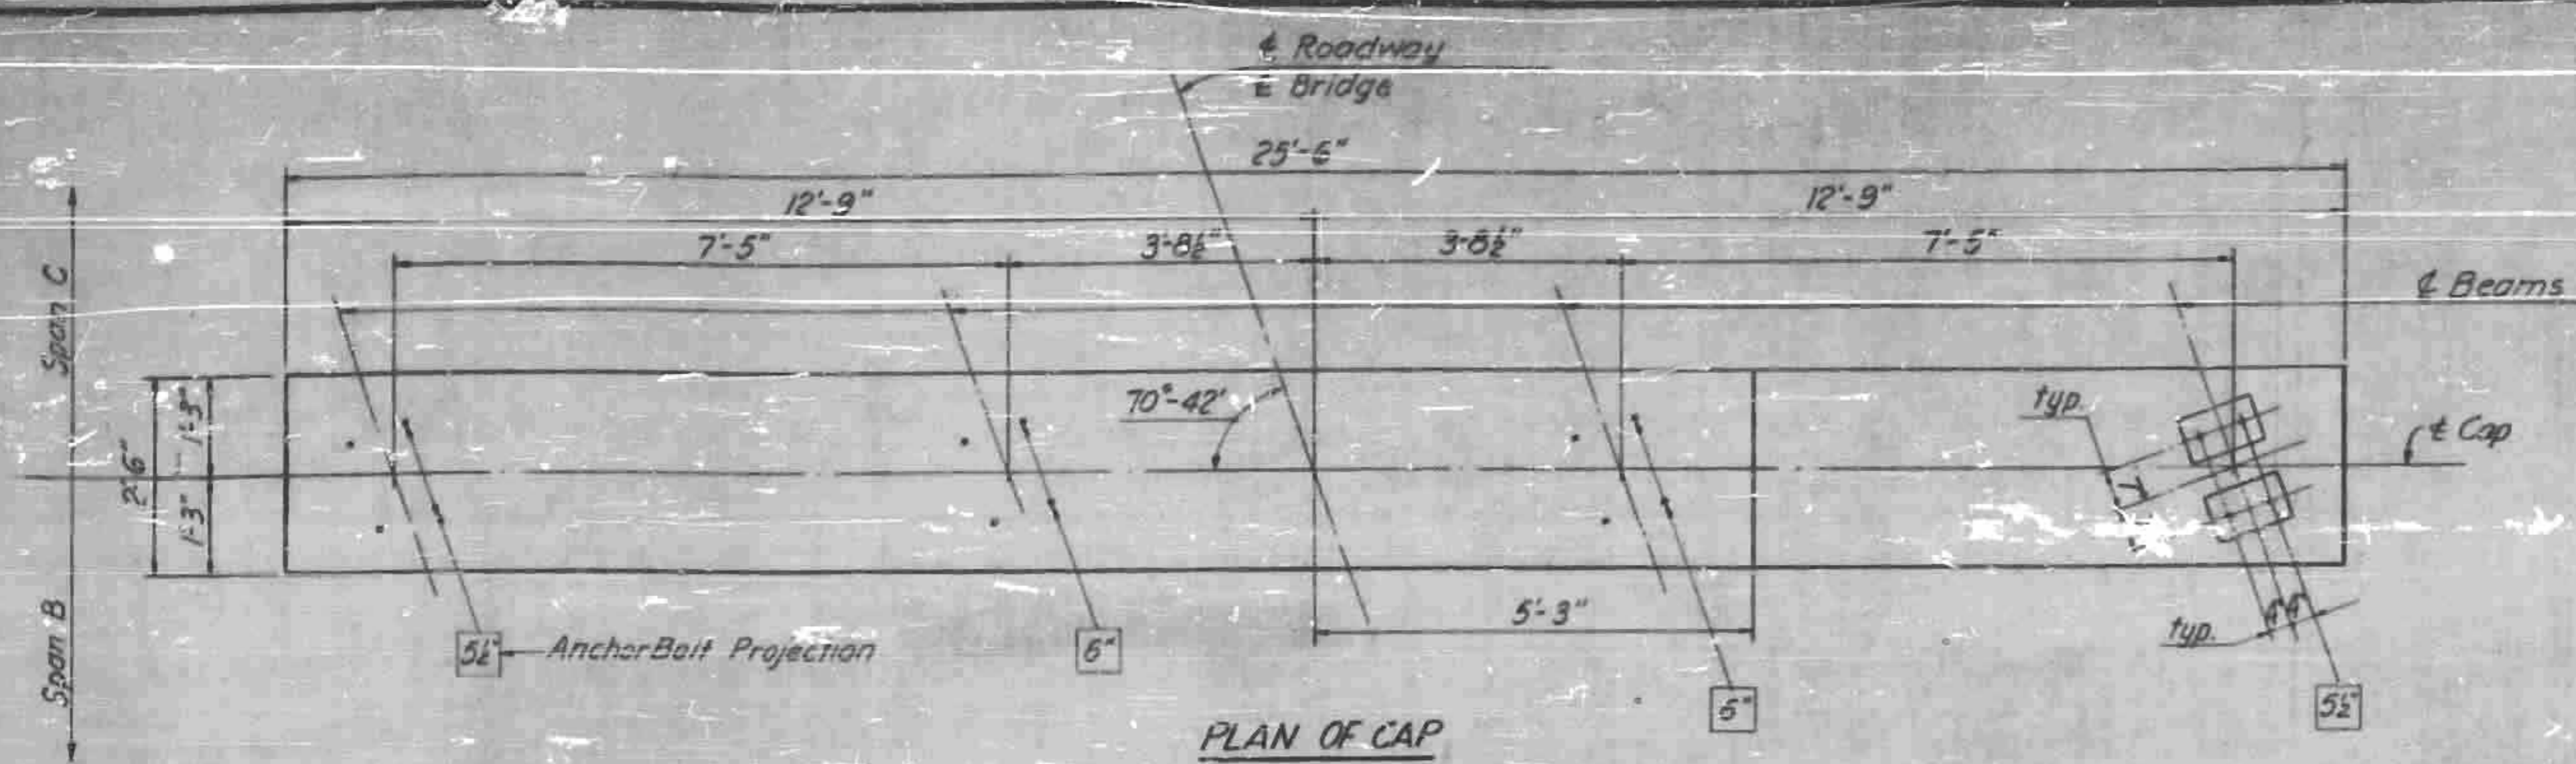 ℄ Roadway
℄ Bridge
25'-6"
12'-9"
12'-9"
7'-5"
3'-8½"
3'-8½"
7'-5"
℄ Beams
Span C
70°-42'
typ.
℄ Cap
1'-3"
2'-6"
1'-3"
Span B
5'-3"
4" 4"
typ.
5½"
Anchor Bolt Projection
6"
5½"
PLAN OF CAP